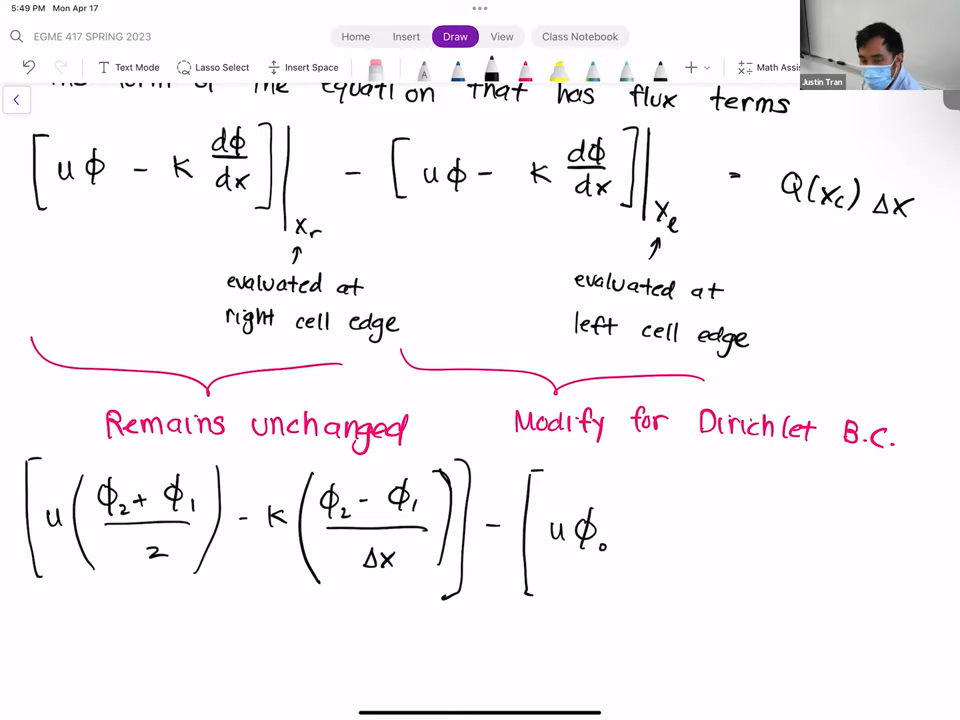 5:49 PM Mon Apr 17
EGME 417 SPRING 2023
Home Insert Draw View Class Notebook
Text Mode Lasso Select Insert Space Math Assis
Justin Tran
The form of the equation that has flux terms
[uϕ - K dϕ/dx]|xr - [uϕ - K dϕ/dx]|xl = Q(xc) Δx
↑ ↑
evaluated at evaluated at
right cell edge left cell edge
Remains unchanged Modify for Dirichlet B.C.
[u(ϕ2 + ϕ1 / 2) - K(ϕ2 - ϕ1 / Δx)] - [uϕ0